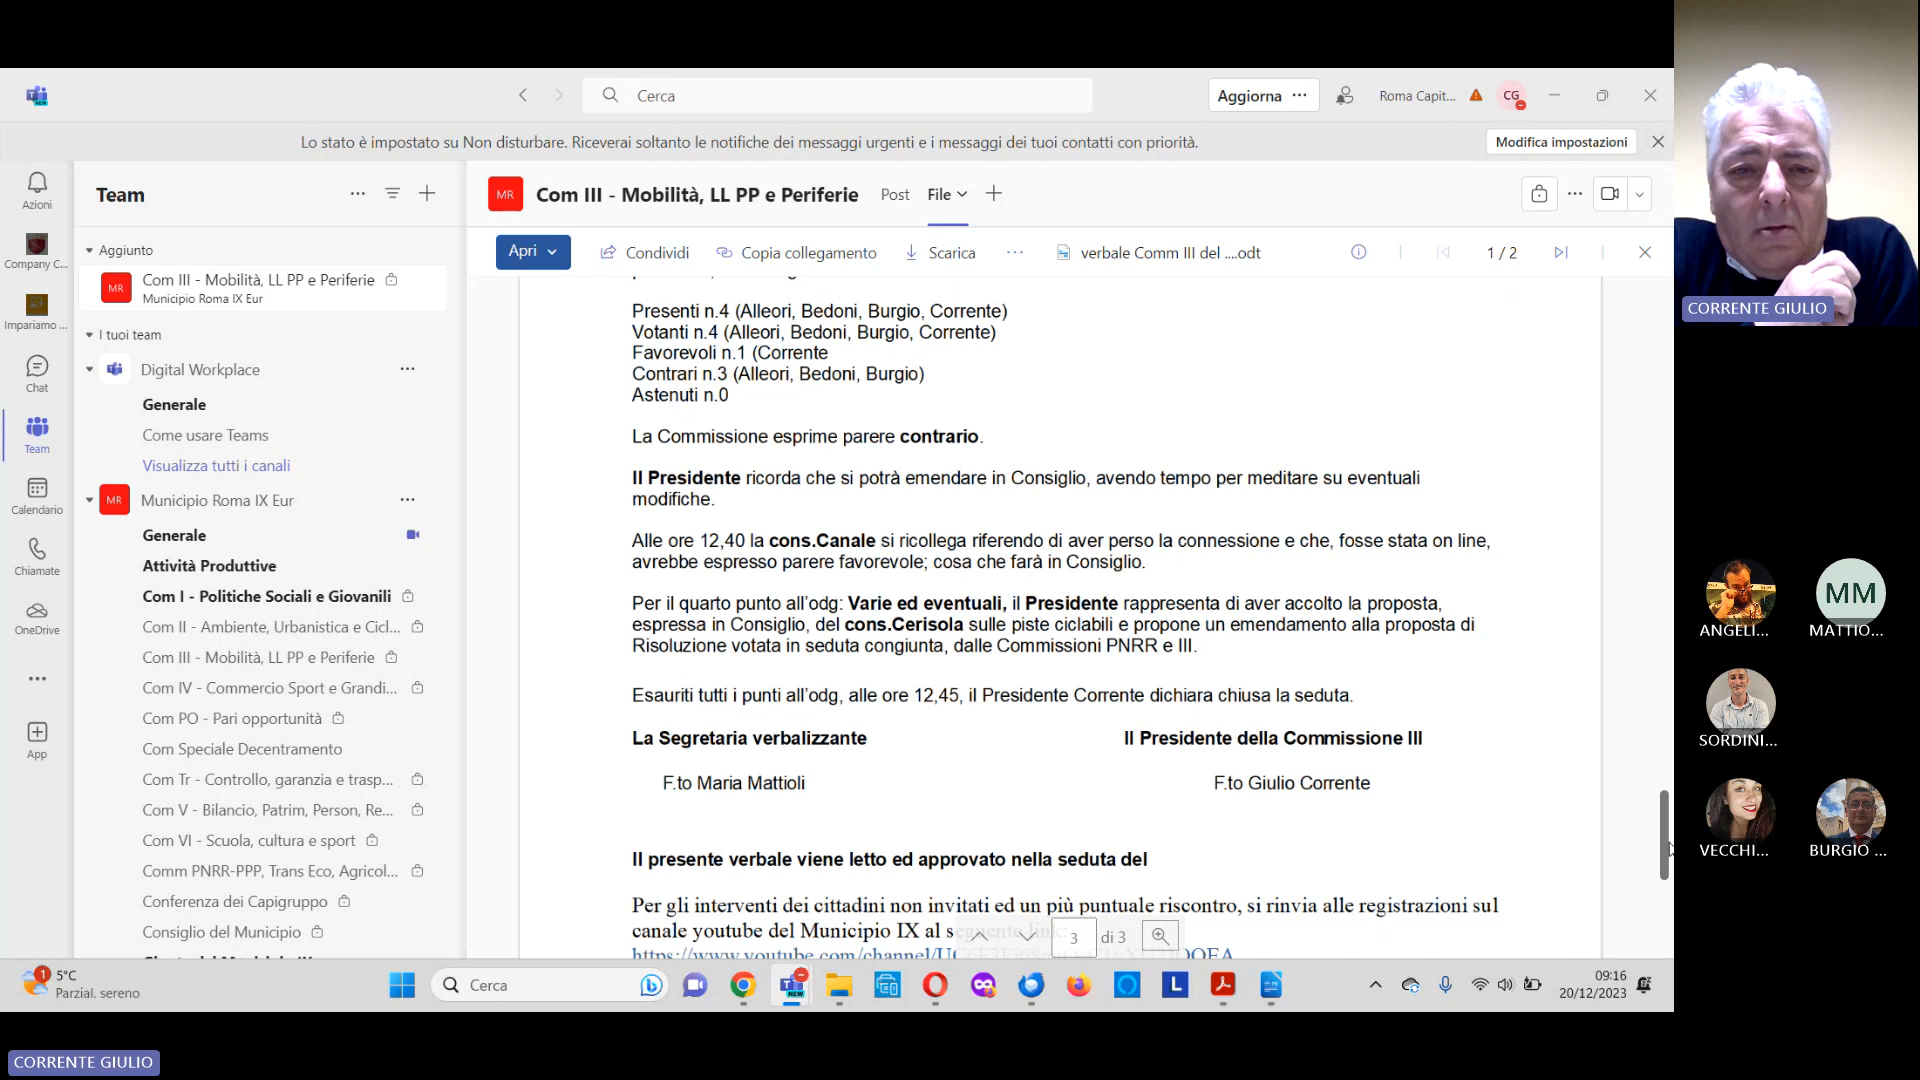 Cerca
Aggiorna
Roma Capit...
CG
Lo stato è impostato su Non disturbare. Riceverai soltanto le notifiche dei messaggi urgenti e i messaggi dei tuoi contatti con priorità.
Modifica impostazioni
Azioni
Company C...
Impariamo ...
Chat
Team
Calendario
Chiamate
OneDrive
App
Team
Aggiunto
MR
Com III - Mobilità, LL PP e Periferie
Municipio Roma IX Eur
I tuoi team
Digital Workplace
Generale
Come usare Teams
Visualizza tutti i canali
MR
Municipio Roma IX Eur
Generale
Attività Produttive
Com I - Politiche Sociali e Giovanili
Com II - Ambiente, Urbanistica e Cicl...
Com III - Mobilità, LL PP e Periferie
Com IV - Commercio Sport e Grandi...
Com PO - Pari opportunità
Com Speciale Decentramento
Com Tr - Controllo, garanzia e trasp...
Com V - Bilancio, Patrim, Person, Re...
Com VI - Scuola, cultura e sport
Comm PNRR-PPP, Trans Eco, Agricol...
Conferenza dei Capigruppo
Consiglio del Municipio
MR
Com III - Mobilità, LL PP e Periferie
Post
File
Apri
Condividi
Copia collegamento
Scarica
verbale Comm III del ....odt
1 / 2
Presenti n.4 (Alleori, Bedoni, Burgio, Corrente)
Votanti n.4 (Alleori, Bedoni, Burgio, Corrente)
Favorevoli n.1 (Corrente
Contrari n.3 (Alleori, Bedoni, Burgio)
Astenuti n.0
La Commissione esprime parere contrario.
Il Presidente ricorda che si potrà emendare in Consiglio, avendo tempo per meditare su eventuali
modifiche.
Alle ore 12,40 la cons.Canale si ricollega riferendo di aver perso la connessione e che, fosse stata on line,
avrebbe espresso parere favorevole; cosa che farà in Consiglio.
Per il quarto punto all'odg: Varie ed eventuali, il Presidente rappresenta di aver accolto la proposta,
espressa in Consiglio, del cons.Cerisola sulle piste ciclabili e propone un emendamento alla proposta di
Risoluzione votata in seduta congiunta, dalle Commissioni PNRR e III.
Esauriti tutti i punti all'odg, alle ore 12,45, il Presidente Corrente dichiara chiusa la seduta.
La Segretaria verbalizzante
Il Presidente della Commissione III
F.to Maria Mattioli
F.to Giulio Corrente
Il presente verbale viene letto ed approvato nella seduta del
Per gli interventi dei cittadini non invitati ed un più puntuale riscontro, si rinvia alle registrazioni sul
canale youtube del Municipio IX al seguente link:
3 di 3
CORRENTE GIULIO
ANGELI...
MM
MATTIO...
SORDINI...
VECCHI...
BURGIO ...
1
5°C
Parzial. sereno
Cerca
NEW
L
09:16
20/12/2023
CORRENTE GIULIO